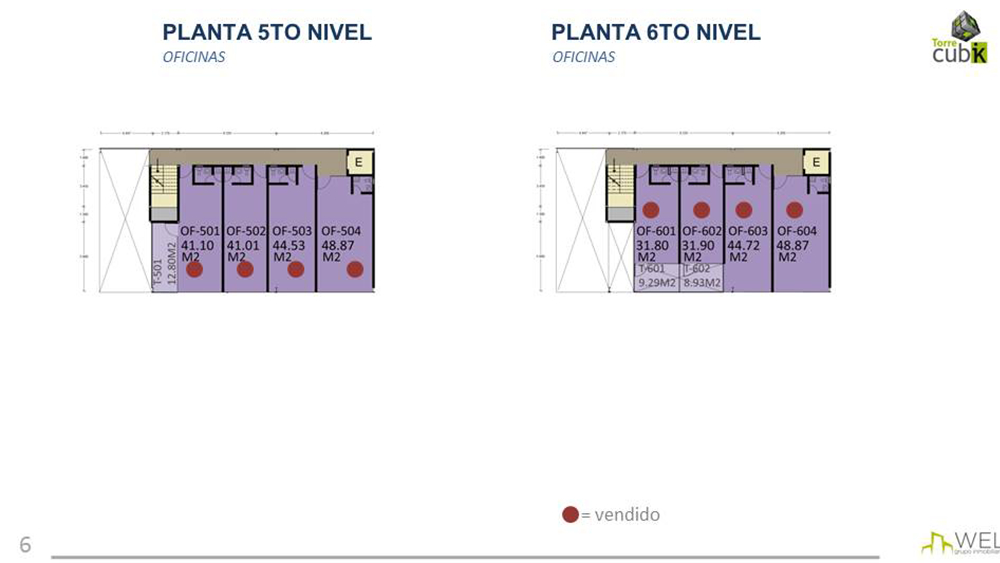 PLANTA 5TO NIVEL
OFICINAS
PLANTA 6TO NIVEL
OFICINAS
Torre
cubik
E
OF-501
41.10
M2
OF-502
41.01
M2
OF-503
44.53
M2
OF-504
48.87
M2
T-501
12.80M2
E
OF-601
31.80
M2
OF-602
31.90
M2
OF-603
44.72
M2
OF-604
48.87
M2
T-601
9.29M2
T-602
8.93M2
= vendido
6
WEL
grupo inmobiliar